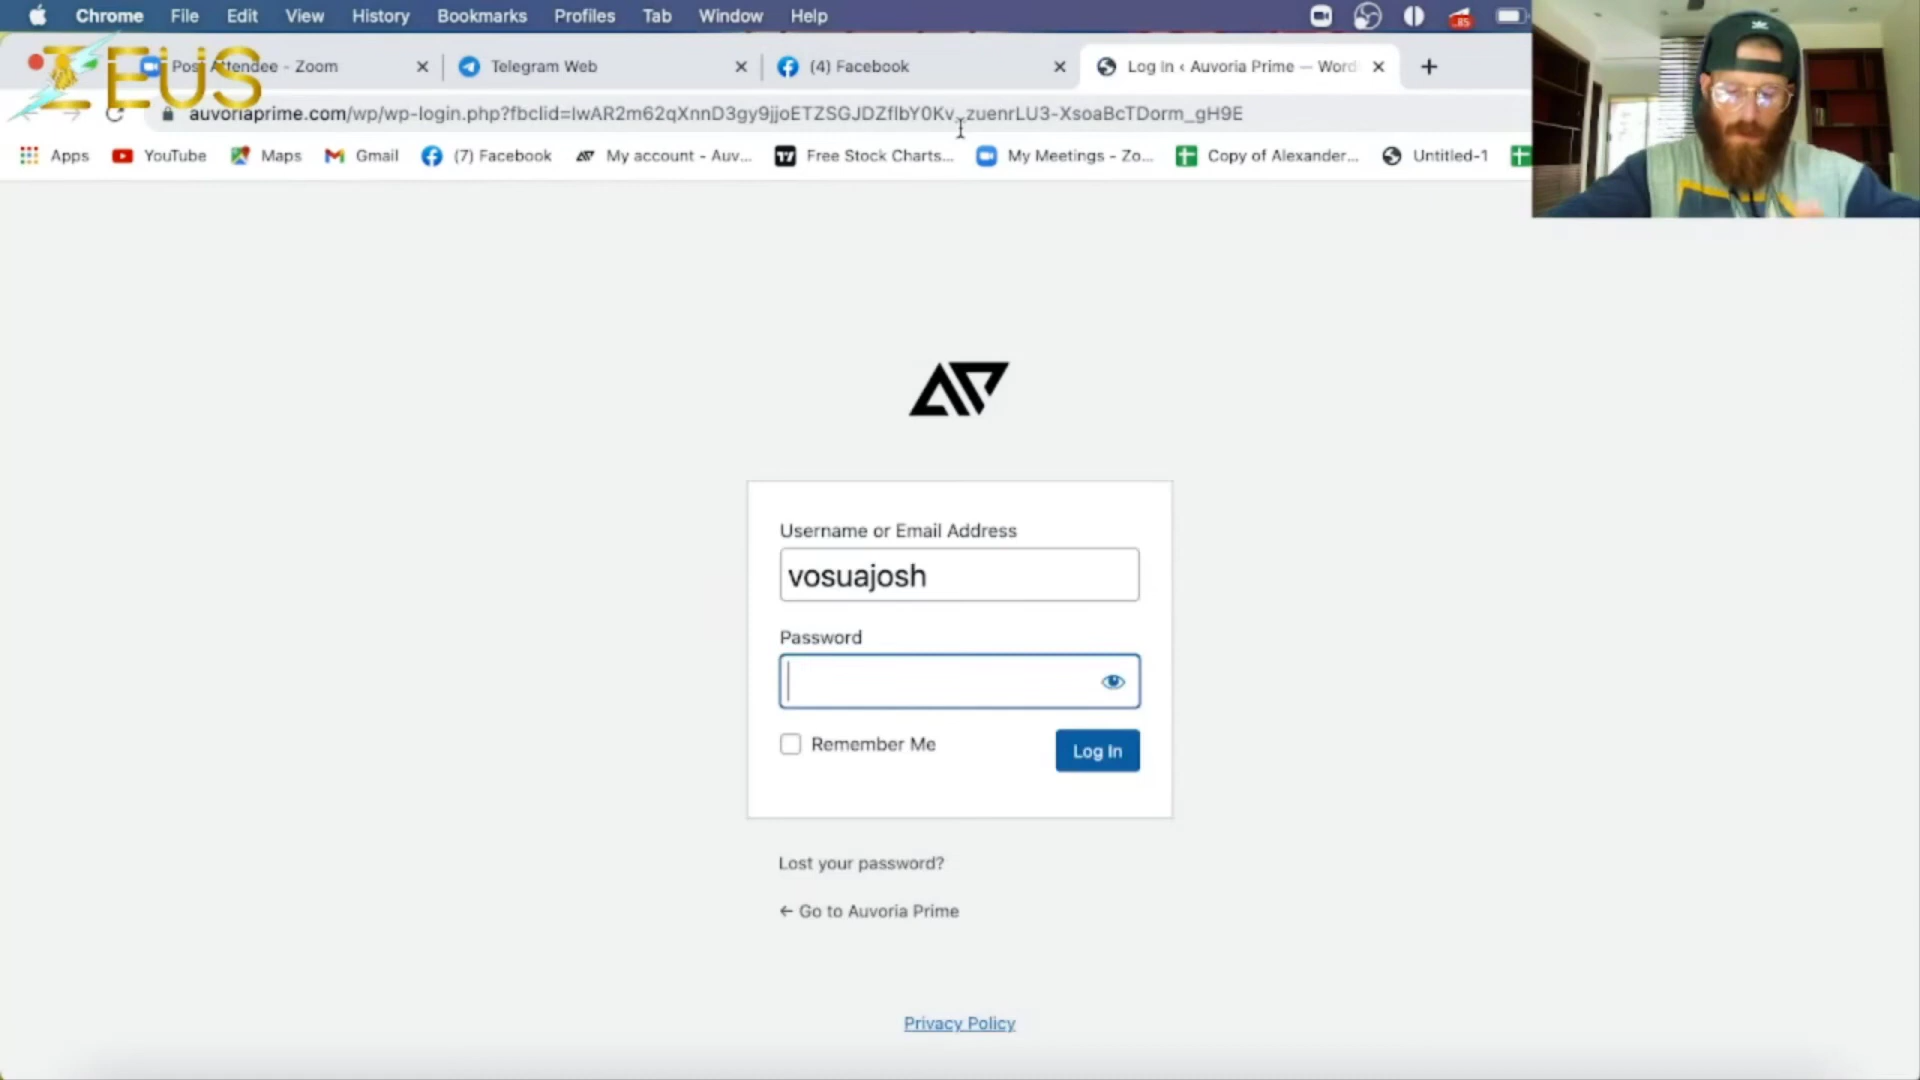 Chrome File Edit View History Bookmarks Profiles Tab Window Help
ZEUS
Post Attendee - Zoom
Telegram Web
(4) Facebook
Log In ‹ Auvoria Prime — Word
auvoriaprime.com/wp/wp-login.php?fbclid=IwAR2m62qXnnD3gy9jjoETZSGJDZflbY0Kv_zuenrLU3-XsoaBcTDorm_gH9E
Apps YouTube Maps Gmail (7) Facebook My account - Auv... Free Stock Charts... My Meetings - Zo... Copy of Alexander... Untitled-1
Username or Email Address
vosuajosh
Password
Remember Me
Log In
Lost your password?
← Go to Auvoria Prime
Privacy Policy